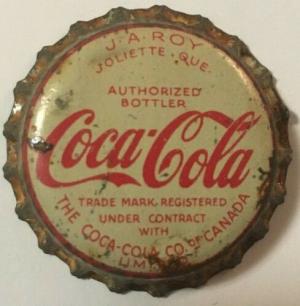 J.A. ROY
JOLIETTE · QUE.
AUTHORIZED
BOTTLER
Coca-Cola
TRADE MARK REGISTERED
UNDER CONTRACT
WITH
THE COCA-COLA CO. OF CANADA